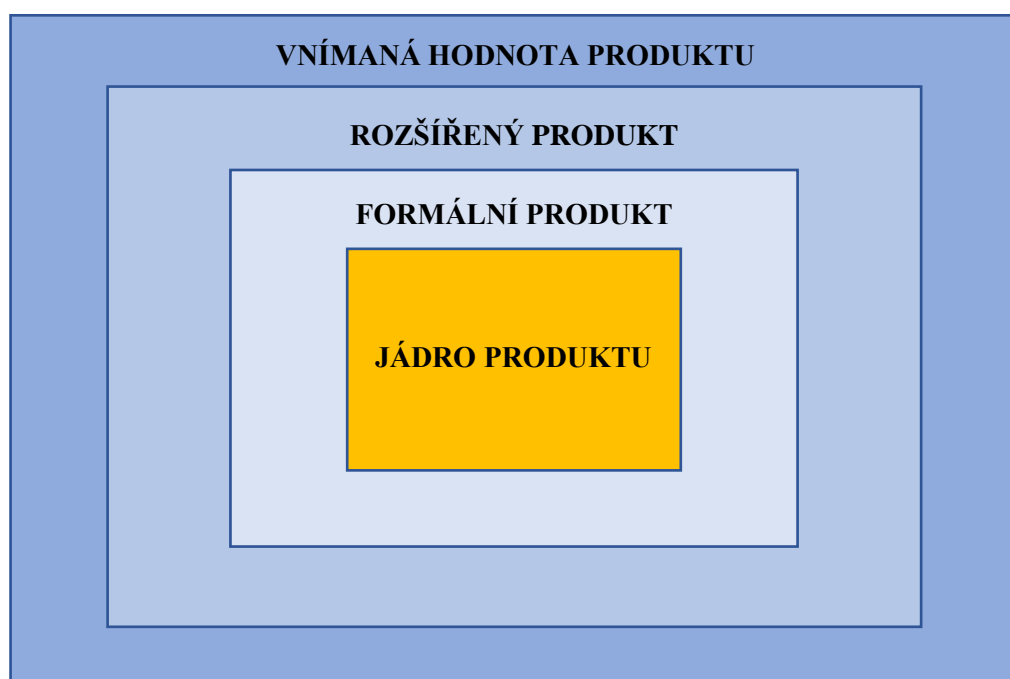 VNÍMANÁ HODNOTA PRODUKTU
ROZŠÍŘENÝ PRODUKT
FORMÁLNÍ PRODUKT
JÁDRO PRODUKTU